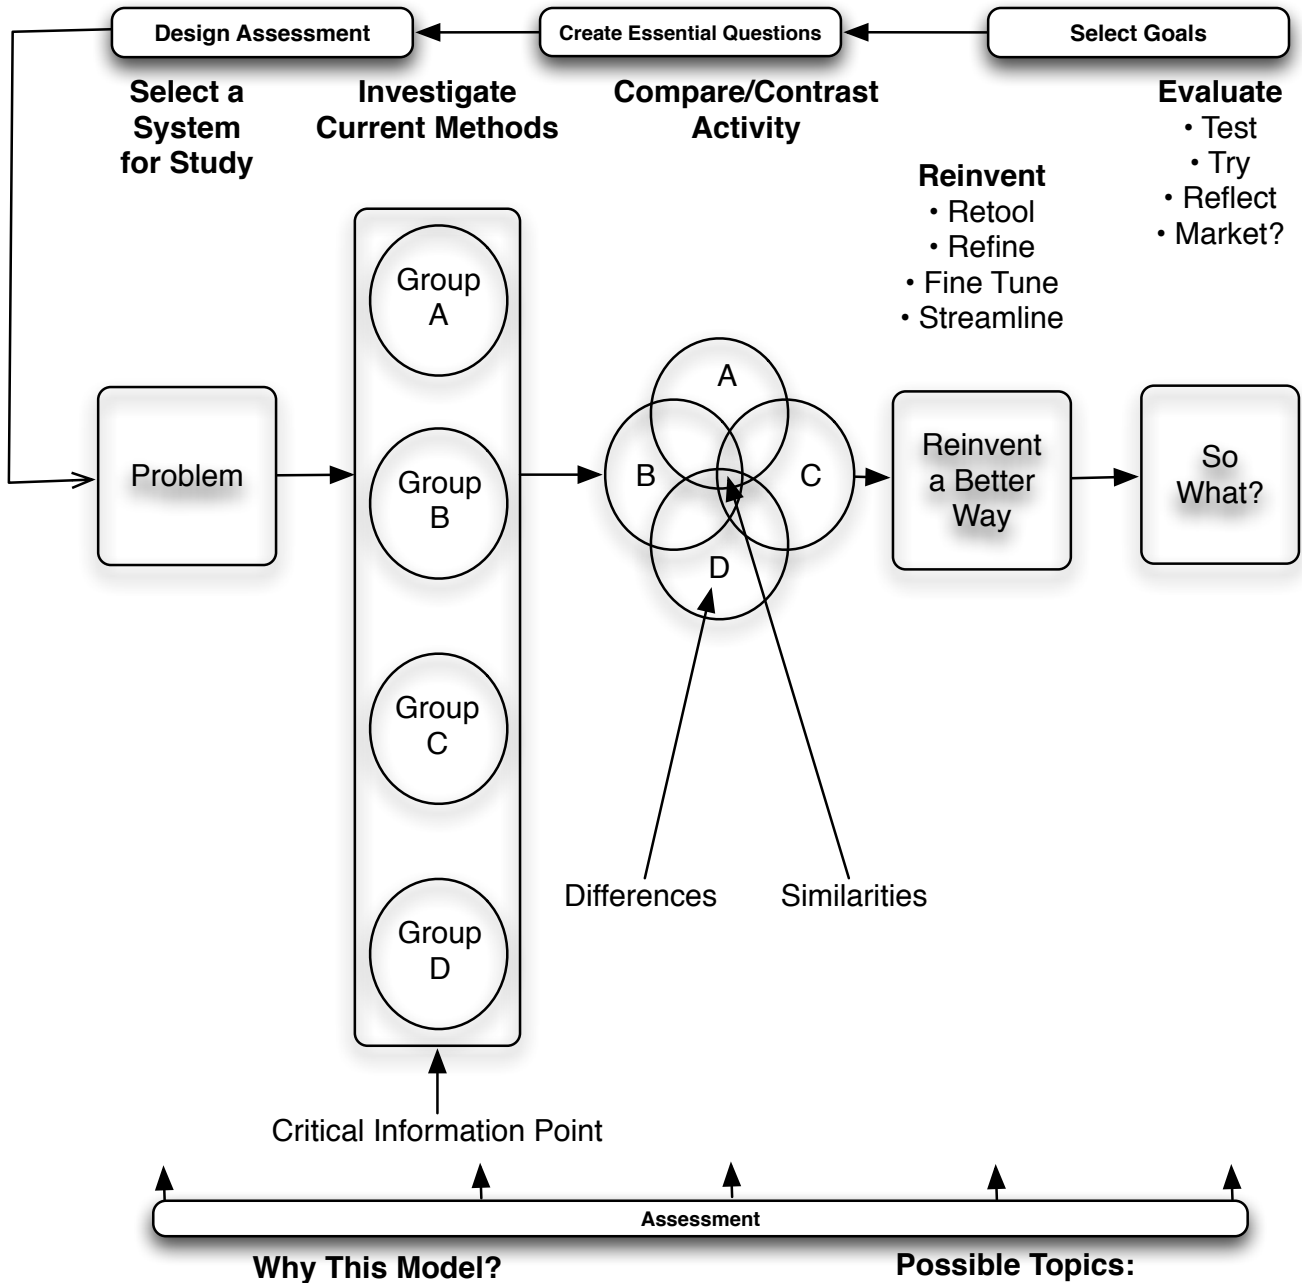 Design Assessment
Create Essential Questions
Select Goals
Select a
System
for Study
Investigate
Current Methods
Compare/Contrast
Activity
Evaluate
• Test
• Try
• Reflect
• Market?
Reinvent
• Retool
• Refine
• Fine Tune
• Streamline
Problem
Group
A
Group
B
Group
C
Group
D
A
B
C
D
Reinvent
a Better
Way
So
What?
Differences
Similarities
Critical Information Point
Assessment
Why This Model?
Possible Topics: